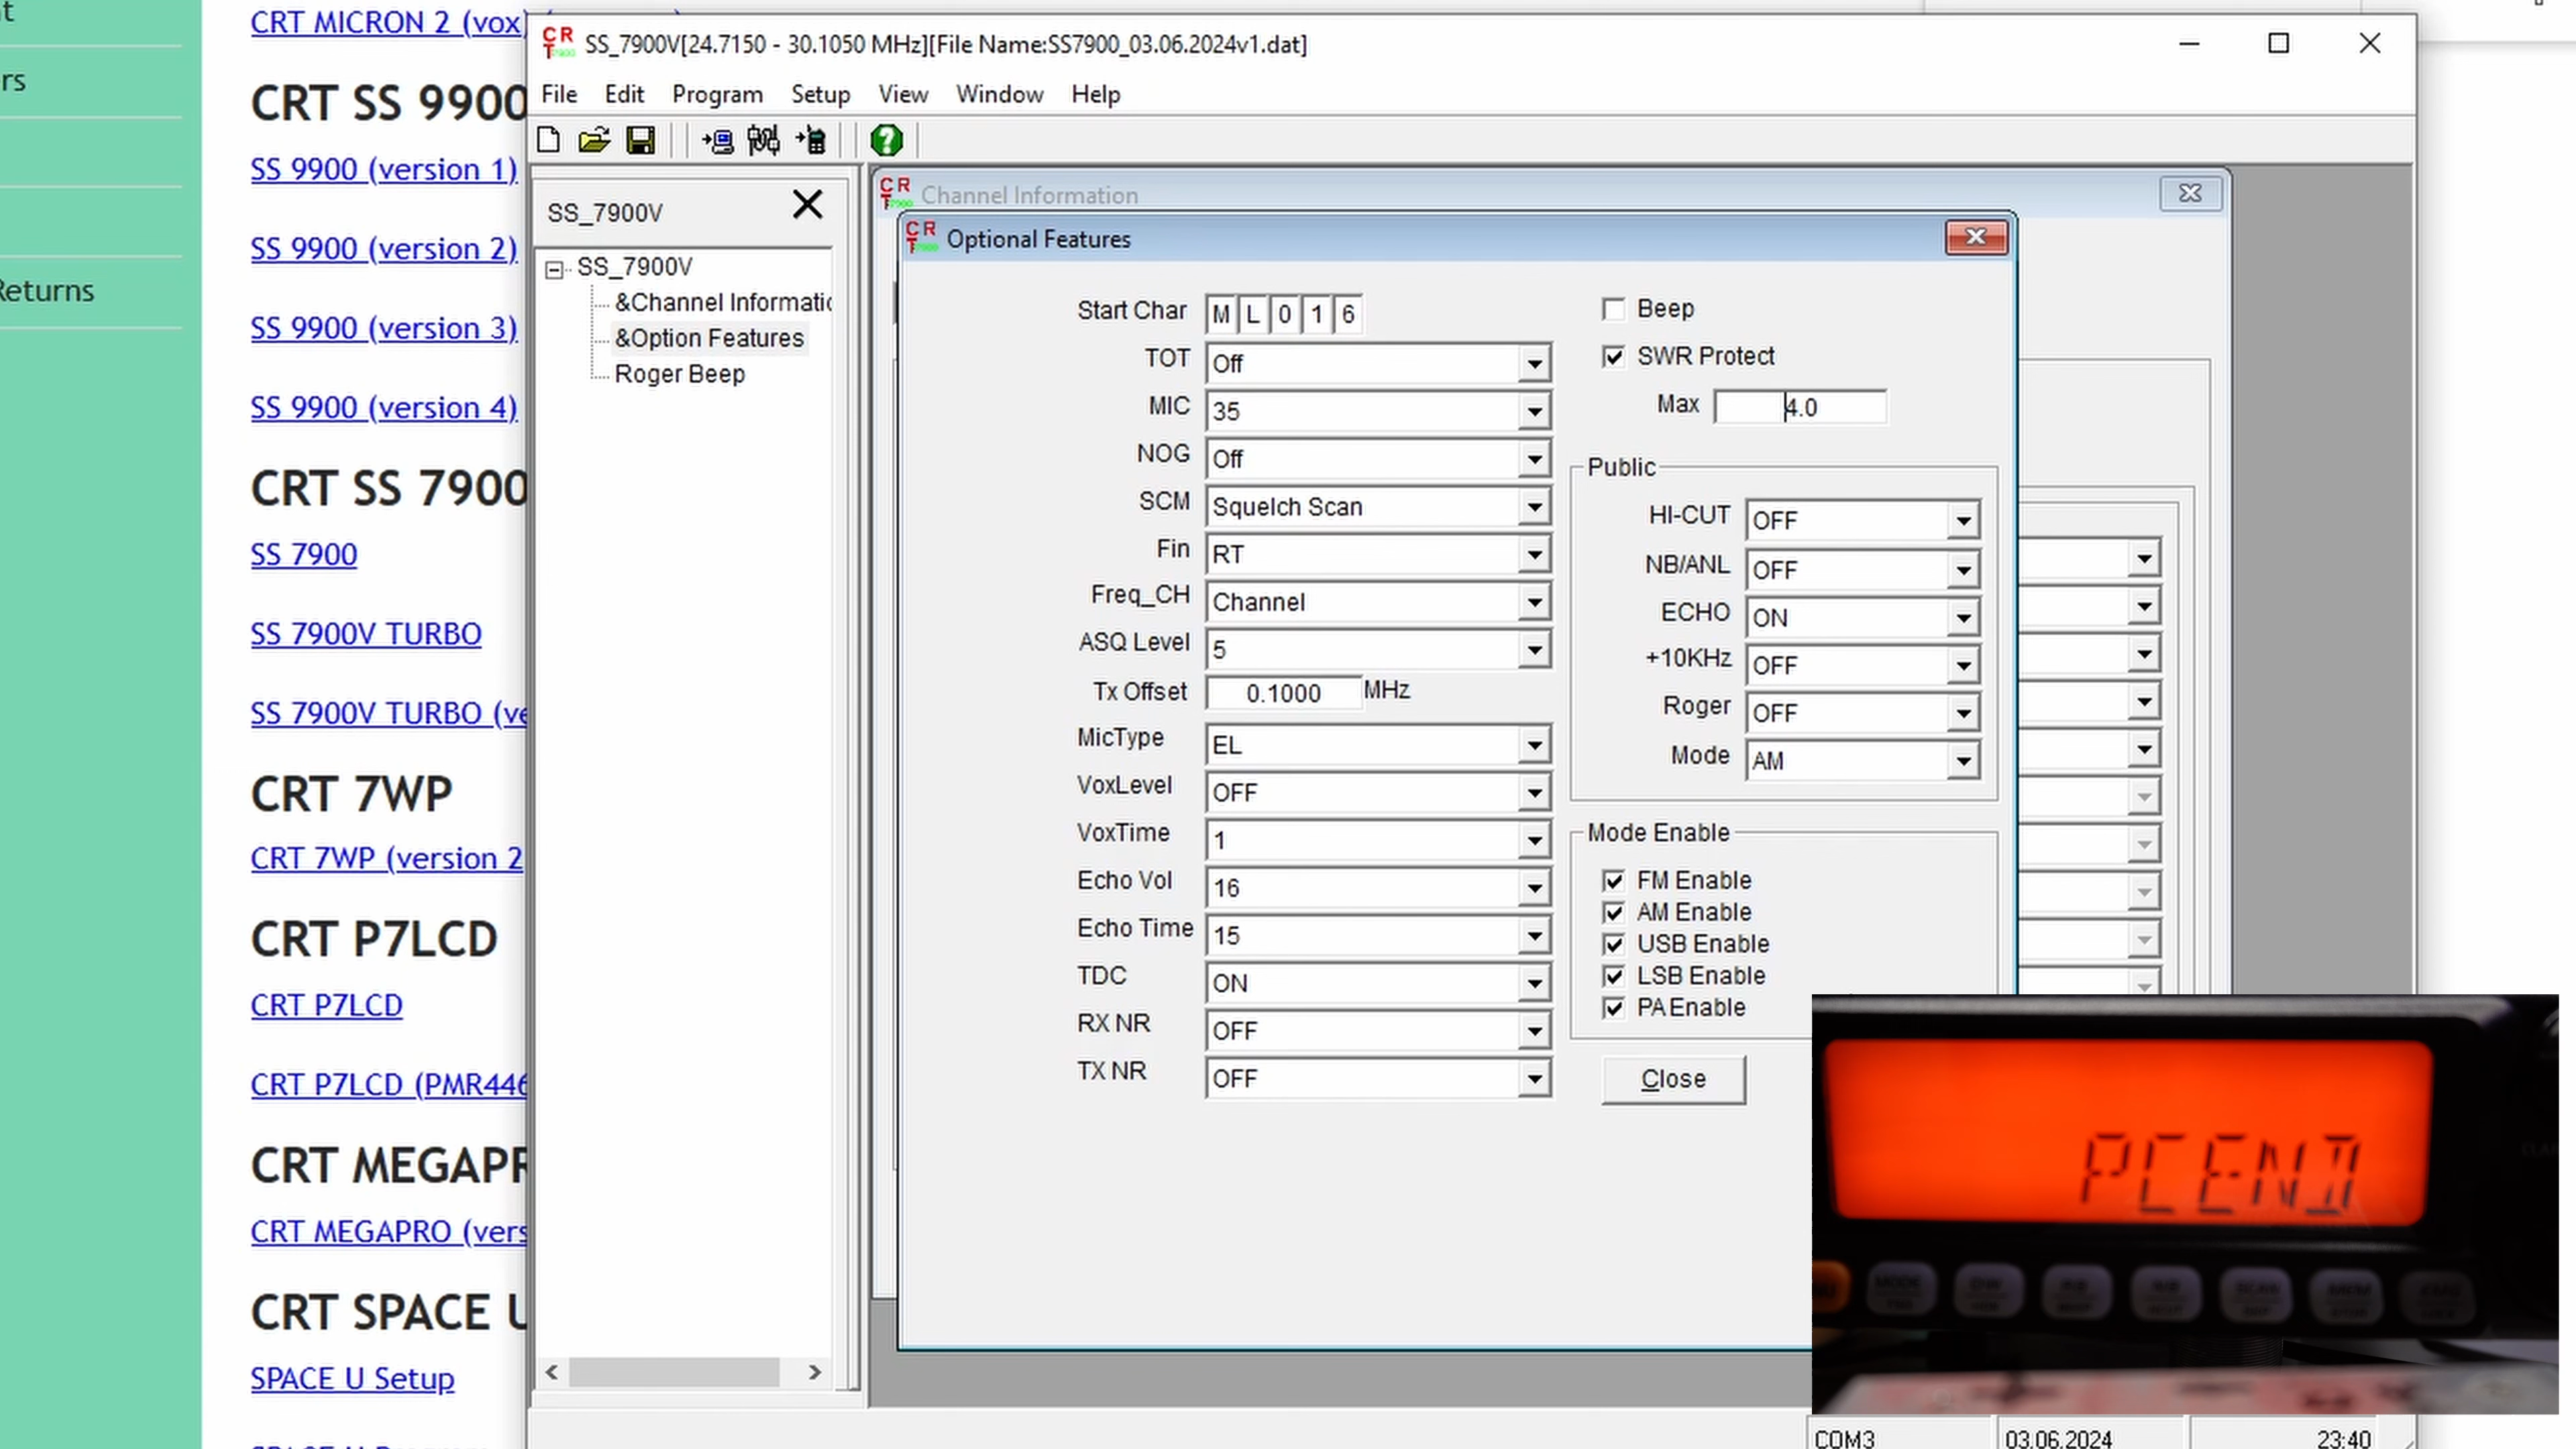 t
rs
Returns
CRT MICRON 2 (vox)
CRT SS 9900
SS 9900 (version 1)
SS 9900 (version 2)
SS 9900 (version 3)
SS 9900 (version 4)
CRT SS 7900
SS 7900
SS 7900V TURBO
SS 7900V TURBO (ve
CRT 7WP
CRT 7WP (version 2
CRT P7LCD
CRT P7LCD
CRT P7LCD (PMR446
CRT MEGAPR
CRT MEGAPRO (vers
CRT SPACE U
SPACE U Setup
SS_7900V[24.7150 - 30.1050 MHz][File Name:SS7900_03.06.2024v1.dat]
File Edit Program Setup View Window Help
SS_7900V
SS_7900V
&Channel Informatic
&Option Features
Roger Beep
Channel Information
Optional Features
Start Char M L 0 1 6
TOT Off
MIC 35
NOG Off
SCM Squelch Scan
Fin RT
Freq_CH Channel
ASQ Level 5
Tx Offset 0.1000 MHz
MicType EL
VoxLevel OFF
VoxTime 1
Echo Vol 16
Echo Time 15
TDC ON
RX NR OFF
TX NR OFF
Beep
SWR Protect
Max 4.0
Public
HI-CUT OFF
NB/ANL OFF
ECHO ON
+10KHz OFF
Roger OFF
Mode AM
Mode Enable
FM Enable
AM Enable
USB Enable
LSB Enable
PA Enable
Close
PCEND
COM3 03.06.2024 23:40